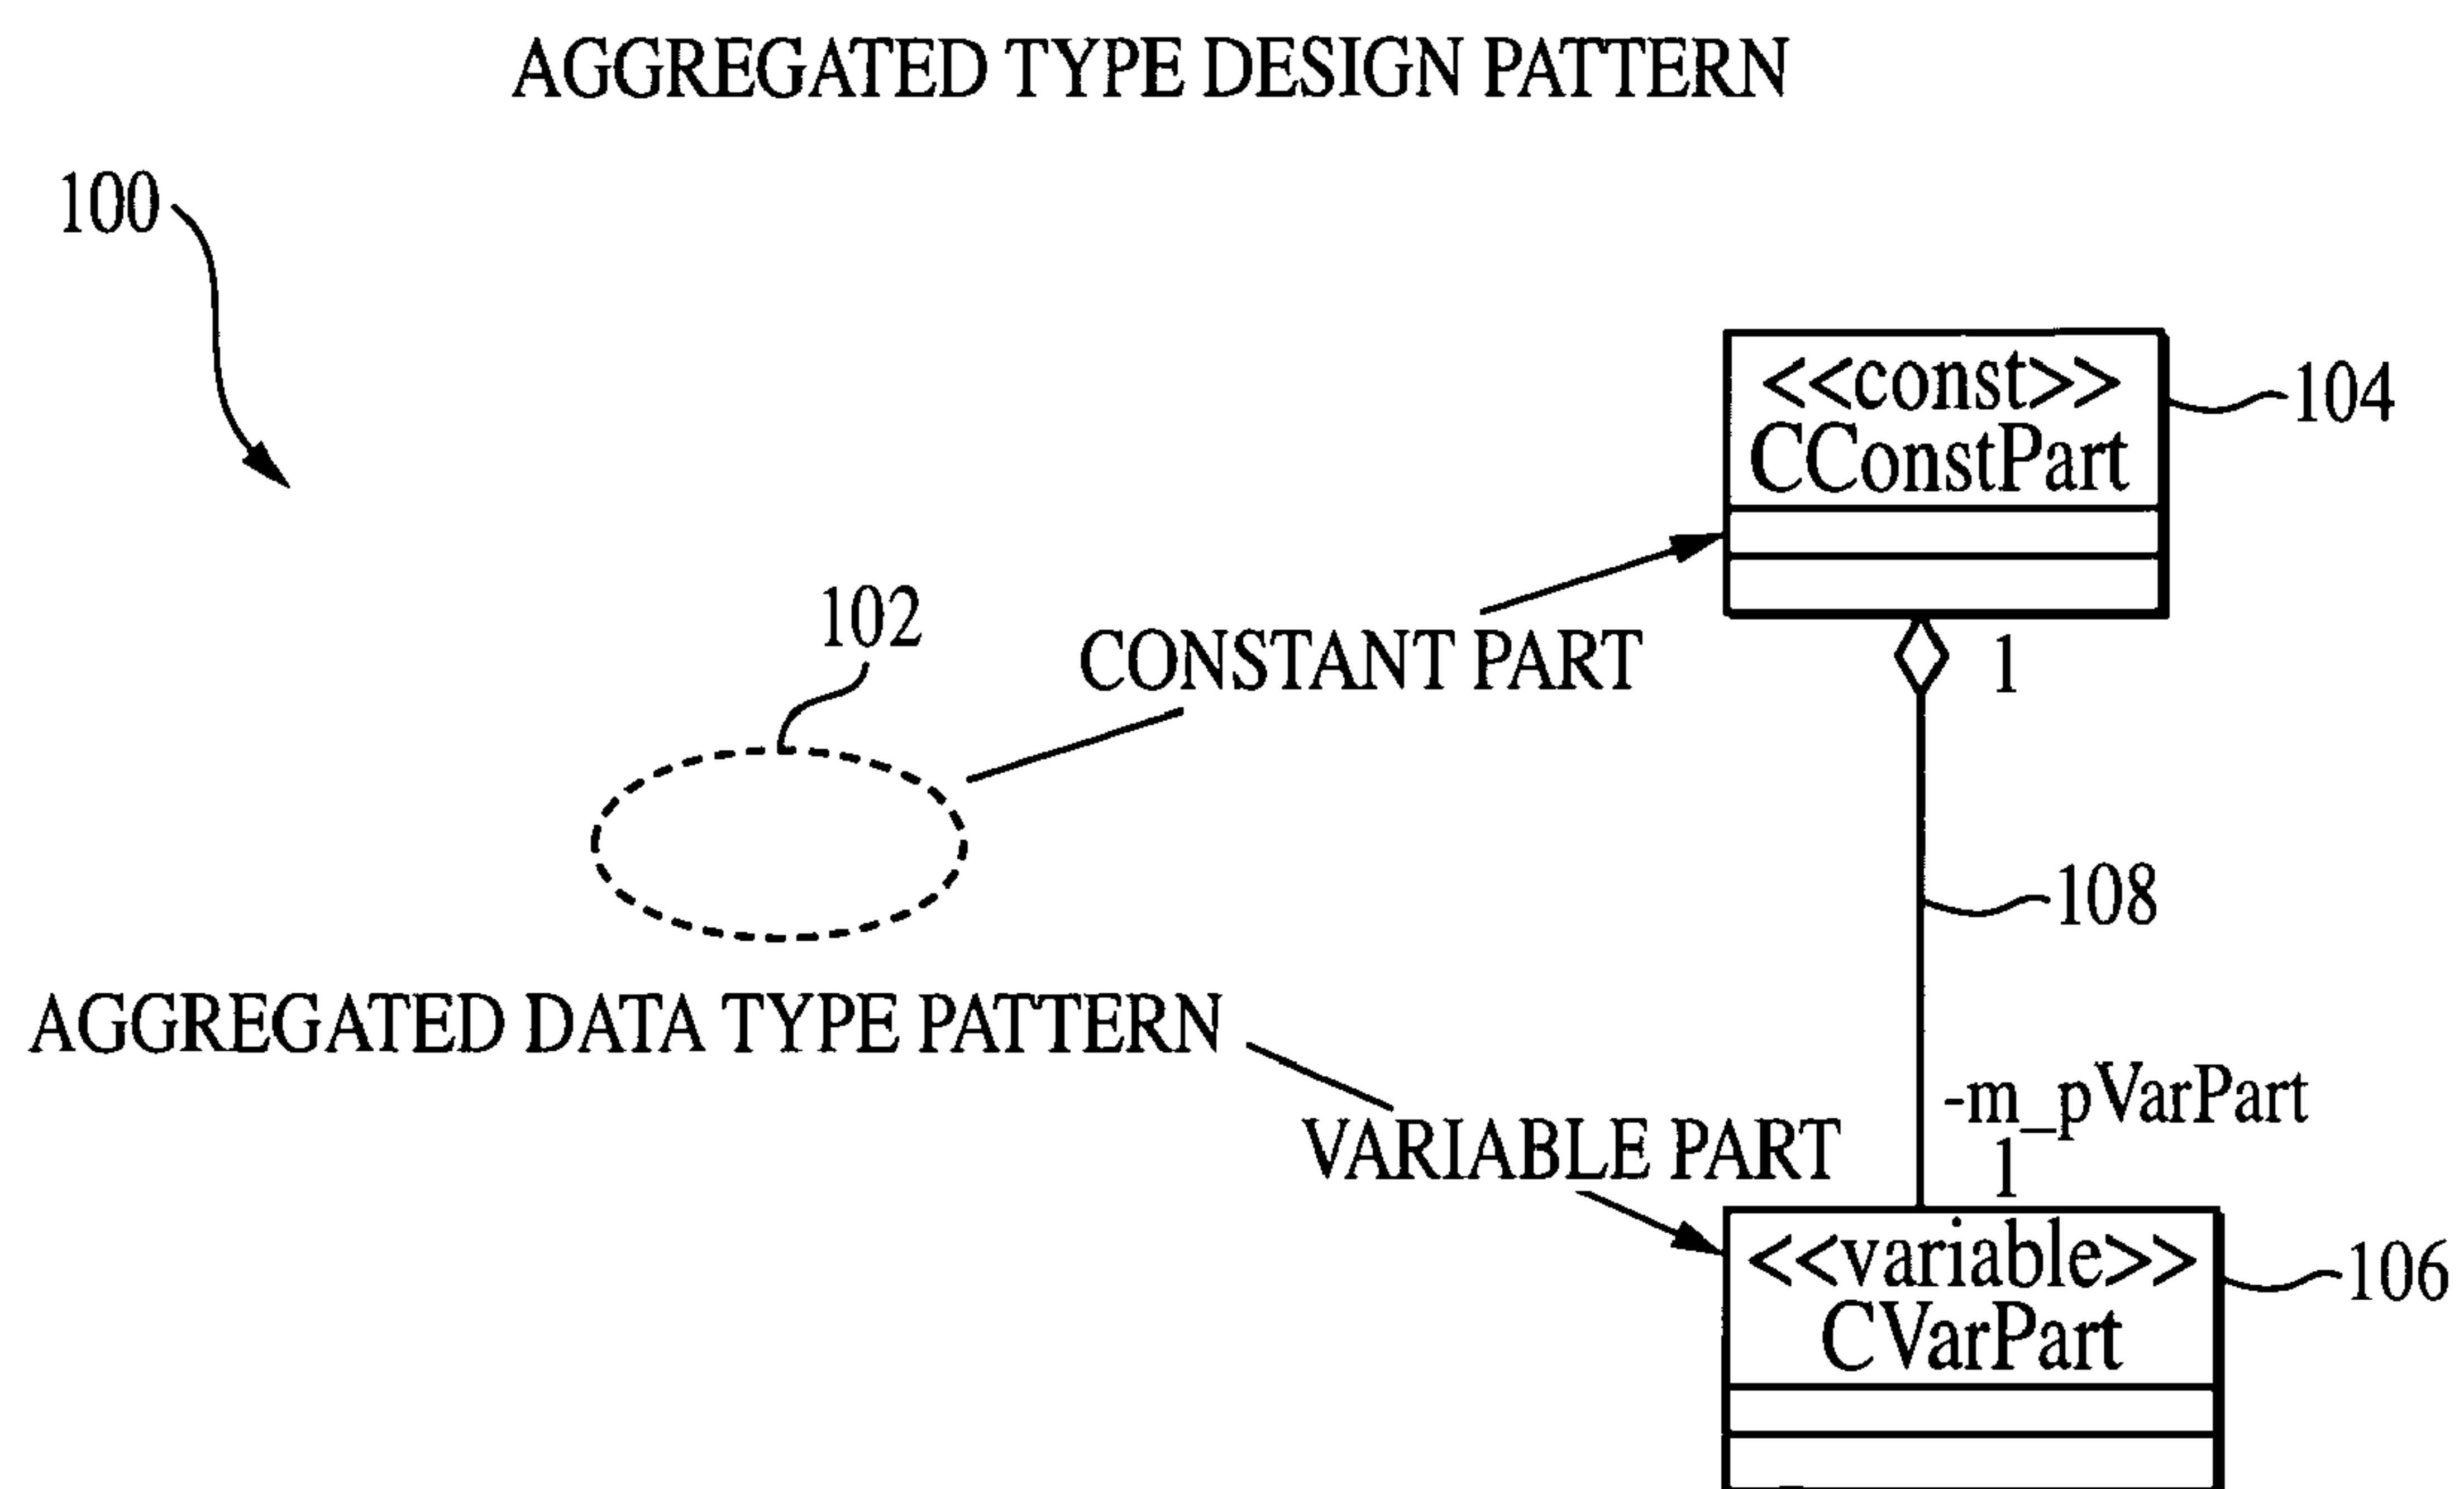 AGGREGATED TYPE DESIGN PATTERN
100
<<const>>
CConstPart
104
102
CONSTANT PART
1
108
AGGREGATED DATA TYPE PATTERN
-m_pVarPart
VARIABLE PART
1
<<variable>>
CVarPart
106